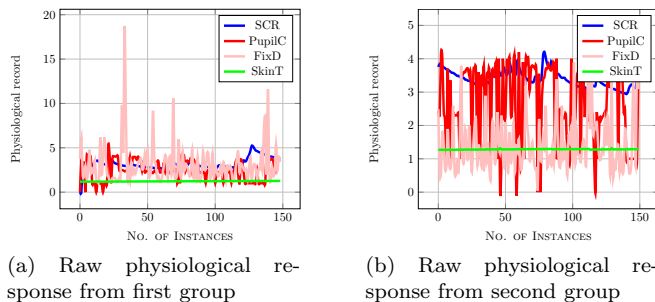 SCR
PupilC
FixD
SkinT
20
15
10
5
0
Physiological record
0
50
100
150
No. of Instances
(a) Raw physiological re-
sponse from first group
SCR
PupilC
FixD
SkinT
5
4
3
2
1
0
Physiological record
0
50
100
150
No. of Instances
(b) Raw physiological re-
sponse from second group